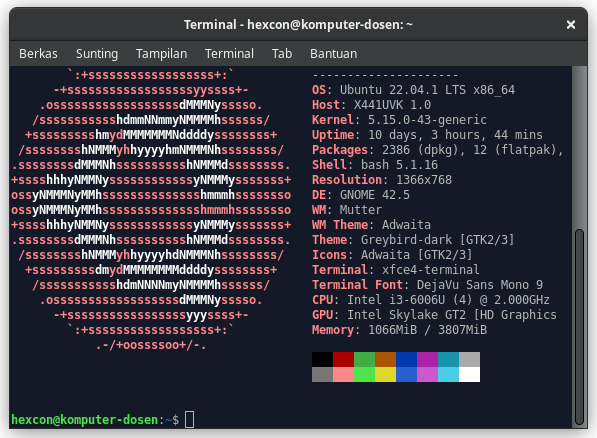 Terminal - hexcon@komputer-dosen: ~
×
Berkas Sunting Tampilan Terminal Tab Bantuan
`:+ssssssssssssssssss+:` ---------------------
-+ssssssssssssssssssyyssss+- OS: Ubuntu 22.04.1 LTS x86_64
.ossssssssssssssssssdMMMNysssso. Host: X441UVK 1.0
/ssssssssssshdmmNNmmyNMMMMhssssss/ Kernel: 5.15.0-43-generic
+ssssssssshmydMMMMMMMNddddyssssssss+ Uptime: 10 days, 3 hours, 44 mins
/sssssssshNMMMyhhyyyyhmNMMMNhssssssss/ Packages: 2386 (dpkg), 12 (flatpak),
.ssssssssdMMMNhsssssssssshNMMMdssssssss. Shell: bash 5.1.16
+sssshhhyNMMNyssssssssssssyNMMMysssssss+ Resolution: 1366x768
ossyNMMMNyMMhsssssssssssssshmmmhssssssso DE: GNOME 42.5
ossyNMMMNyMMhsssssssssssssshmmmhssssssso WM: Mutter
+sssshhhyNMMNyssssssssssssyNMMMysssssss+ WM Theme: Adwaita
.ssssssssdMMMNhsssssssssshNMMMdssssssss. Theme: Greybird-dark [GTK2/3]
/sssssssshNMMMyhhyyyyhdNMMMNhssssssss/ Icons: Adwaita [GTK2/3]
+sssssssssdmydMMMMMMMMddddyssssssss+ Terminal: xfce4-terminal
/ssssssssssshdmNNNNmyNMMMMhssssss/ Terminal Font: DejaVu Sans Mono 9
.ossssssssssssssssssdMMMNysssso. CPU: Intel i3-6006U (4) @ 2.000GHz
-+sssssssssssssssssyyyssss+- GPU: Intel Skylake GT2 [HD Graphics
`:+ssssssssssssssssss+:` Memory: 1066MiB / 3807MiB
.-/+oossssoo+/-.
hexcon@komputer-dosen:~$